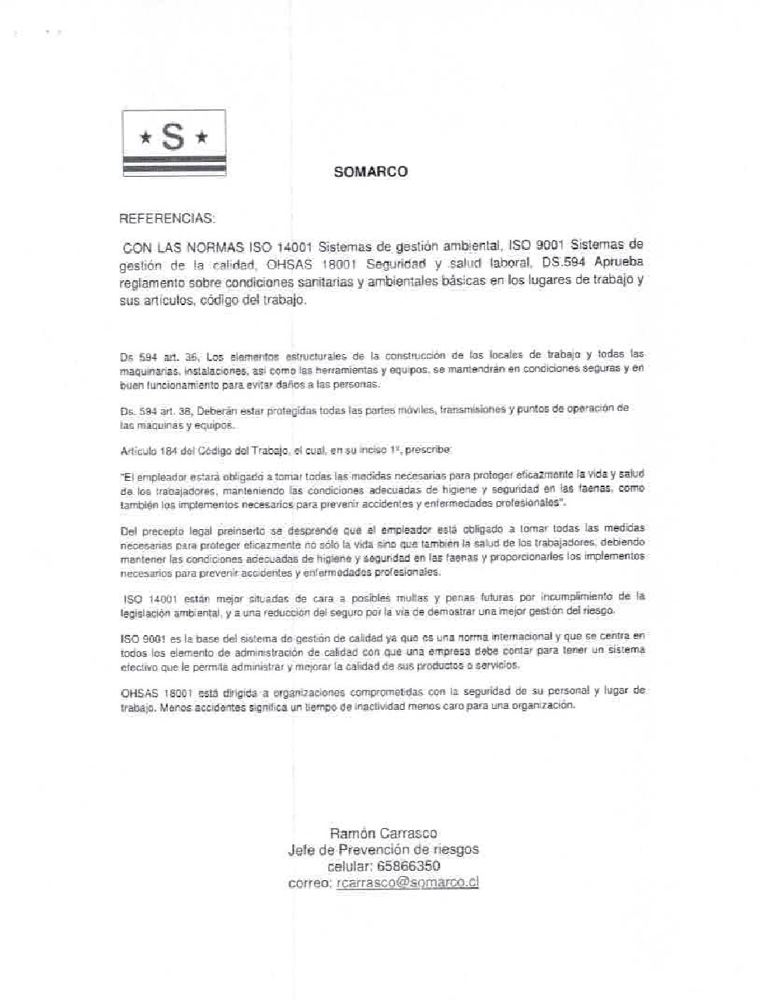 ★ S ★
SOMARCO
REFERENCIAS:
CON LAS NORMAS ISO 14001 Sistemas de gestión ambiental, ISO 9001 Sistemas de
gestión de la calidad, OHSAS 18001 Seguridad y salud laboral, DS.594 Aprueba
reglamento sobre condiciones sanitarias y ambientales básicas en los lugares de trabajo y
sus artículos, código del trabajo.
Ds 594 art. 36, Los elementos estructurales de la construcción de los locales de trabajo y todas las
maquinarias, instalaciones, así como las herramientas y equipos, se mantendrán en condiciones seguras y en
buen funcionamiento para evitar daños a las personas.
Ds. 594 art. 38, Deberán estar protegidas todas las partes móviles, transmisiones y puntos de operación de
las maquinas y equipos.
Artículo 184 del Código del Trabajo, el cual, en su inciso 1º, prescribe:
"El empleador estará obligado a tomar todas las medidas necesarias para proteger eficazmente la vida y salud
de los trabajadores, manteniendo las condiciones adecuadas de higiene y seguridad en las faenas, como
también los implementos necesarios para prevenir accidentes y enfermedades profesionales".
Del precepto legal preinserto se desprende que el empleador está obligado a tomar todas las medidas
necesarias para proteger eficazmente no sólo la vida sino que también la salud de los trabajadores, debiendo
mantener las condiciones adecuadas de higiene y seguridad en las faenas y proporcionarles los implementos
necesarios para prevenir accidentes y enfermedades profesionales.
ISO 14001 están mejor situadas de cara a posibles multas y penas futuras por incumplimiento de la
legislación ambiental, y a una reducción del seguro por la vía de demostrar una mejor gestión del riesgo.
ISO 9001 es la base del sistema de gestión de calidad ya que es una norma internacional y que se centra en
todos los elemento de administración de calidad con que una empresa debe contar para tener un sistema
efectivo que le permita administrar y mejorar la calidad de sus productos o servicios.
OHSAS 18001 está dirigida a organizaciones comprometidas con la seguridad de su personal y lugar de
trabajo. Menos accidentes significa un tiempo de inactividad menos caro para una organización.
Ramón Carrasco
Jefe de Prevención de riesgos
celular: 65866350
correo: rcarrasco@somarco.cl